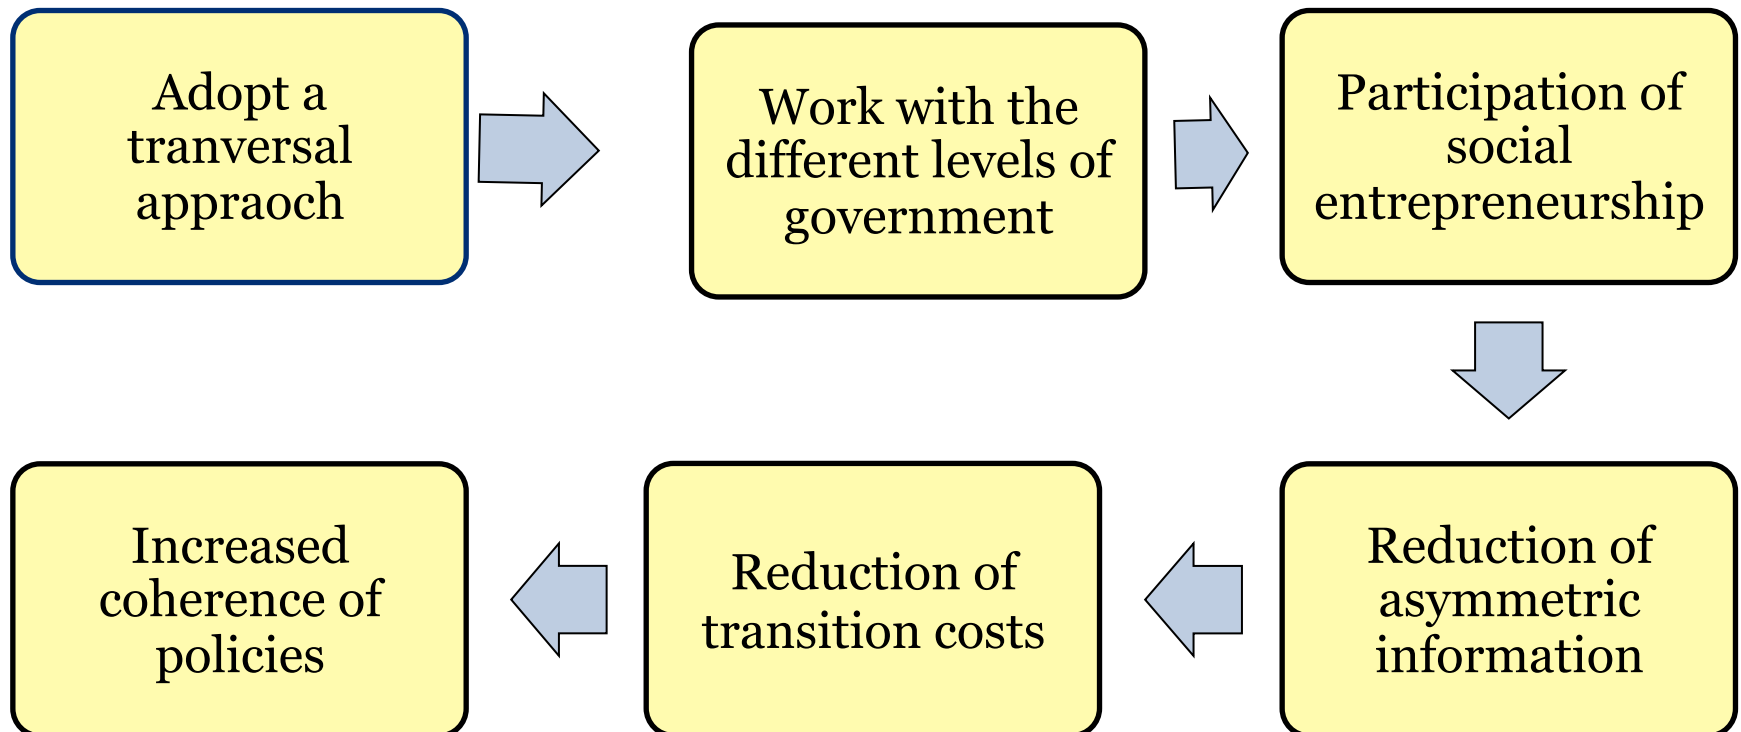 Adopt a
tranversal
appraoch
Work with the
different levels of
government
Participation of
social
entrepreneurship
Reduction of
asymmetric
information
Reduction of
transition costs
Increased
coherence of
policies